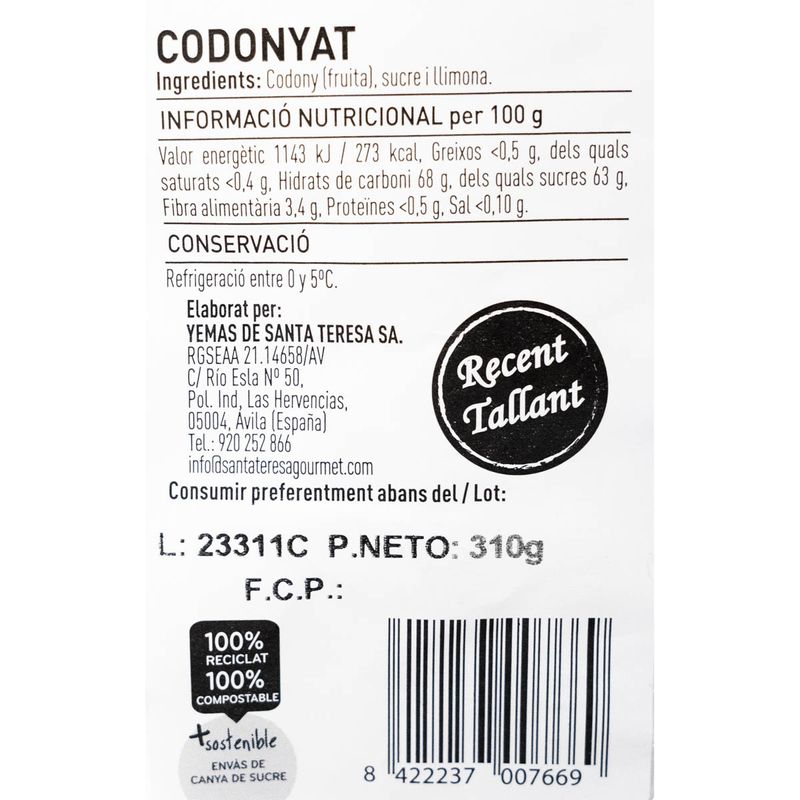 CODONYAT
Ingredients: Codony (fruita), sucre i llimona.
INFORMACIÓ NUTRICIONAL per 100 g
Valor energètic 1143 kJ / 273 kcal, Greixos <0,5 g, dels quals
saturats <0,4 g, Hidrats de carboni 68 g, dels quals sucres 63 g,
Fibra alimentària 3,4 g, Proteïnes <0,5 g, Sal <0,10 g.
CONSERVACIÓ
Refrigeració entre 0 y 5ºC.
Elaborat per:
YEMAS DE SANTA TERESA SA.
RGSEAA 21.14658/AV
C/ Río Esla Nº 50,
Pol. Ind, Las Hervencias,
05004, Ávila (España)
Tel.: 920 252 866
info@santateresagourmet.com
Recent
Tallant
Consumir preferentment abans del / Lot:
L: 23311C P.NETO: 310g
F.C.P.:
100%
RECICLAT
100%
COMPOSTABLE
+sostenible
ENVÀS DE
CANYA DE SUCRE
8 422237 007669